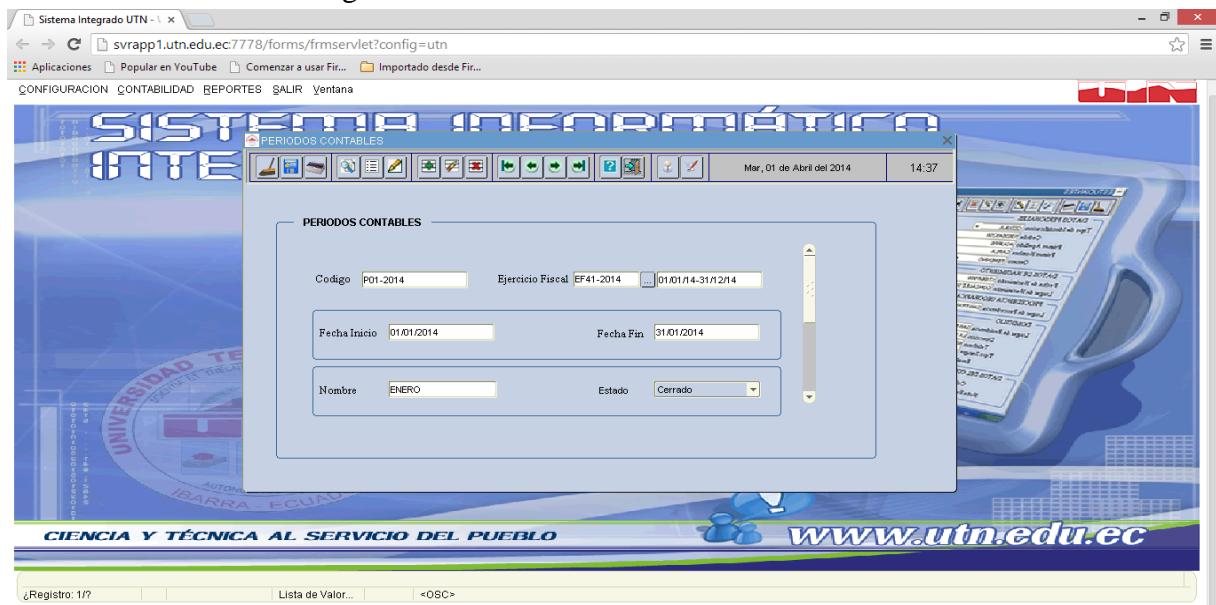 Sistema Integrado UTN - \
svrapp1.utn.edu.ec:7778/forms/frmservlet?config=utn
Aplicaciones Popular en YouTube Comenzar a usar Fir... Importado desde Fir...
CONFIGURACION CONTABILIDAD REPORTES SALIR Ventana
SISTEMA INFORMÁTICO
INTE
PERIODOS CONTABLES
Mar, 01 de Abril del 2014 14:37
PERIODOS CONTABLES
Codigo P01-2014 Ejercicio Fiscal EF41-2014 ... 01/01/14-31/12/14
Fecha Inicio 01/01/2014 Fecha Fin 31/01/2014
Nombre ENERO Estado Cerrado
IBARRA - ECUADO
CIENCIA Y TÉCNICA AL SERVICIO DEL PUEBLO www.utn.edu.ec
¿Registro: 1/? Lista de Valor... <OSC>